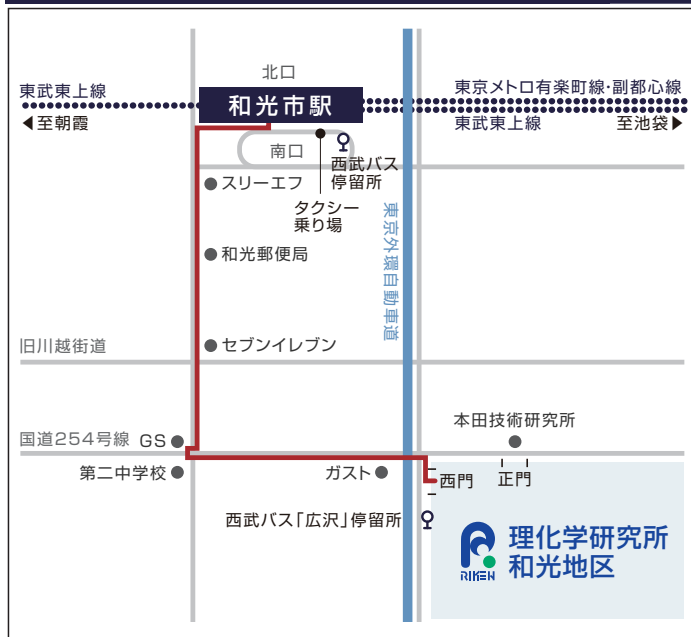 北口
東武東上線
和光市駅
東京メトロ有楽町線・副都心線
◀至朝霞
東武東上線
至池袋▶
南口
西武バス
停留所
スリーエフ
タクシー
乗り場
東京外環自動車道
和光郵便局
セブンイレブン
旧川越街道
本田技術研究所
国道254号線
GS
第二中学校
ガスト
西門
正門
西武バス「広沢」停留所
RIKEN
理化学研究所
和光地区